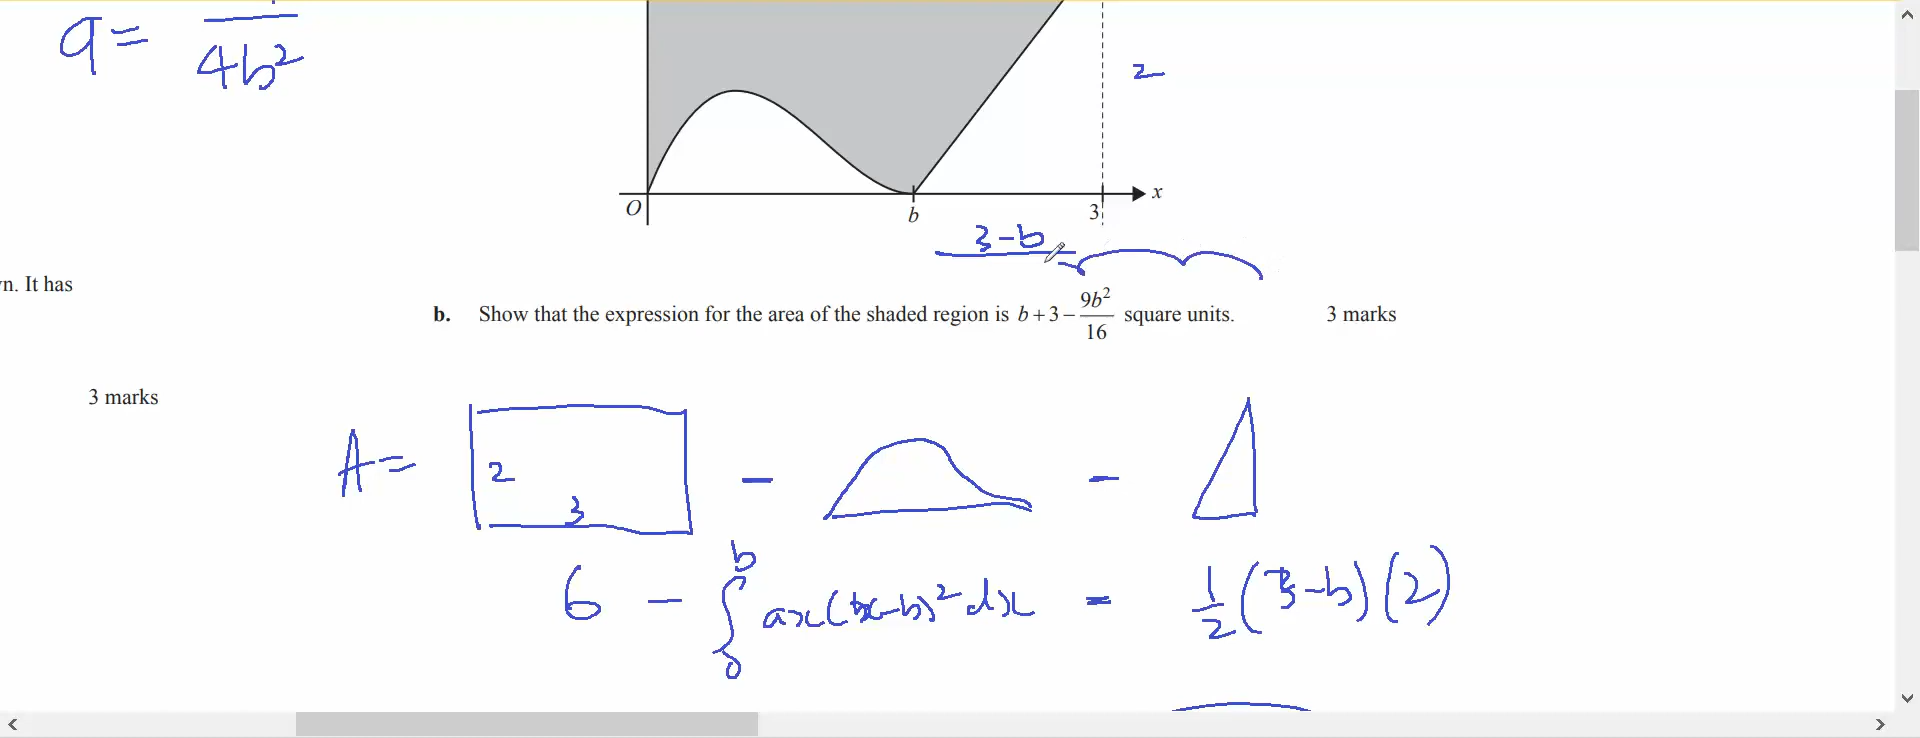 a =
4b²
2
O
b
3
x
3-b
n. It has
b. Show that the expression for the area of the shaded region is b+3−9b²/16 square units. 3 marks
3 marks
A = 2 3 − −
6 − ∫₀ᵇ ax(x-b)² dx = 1/2 (3-b)(2)